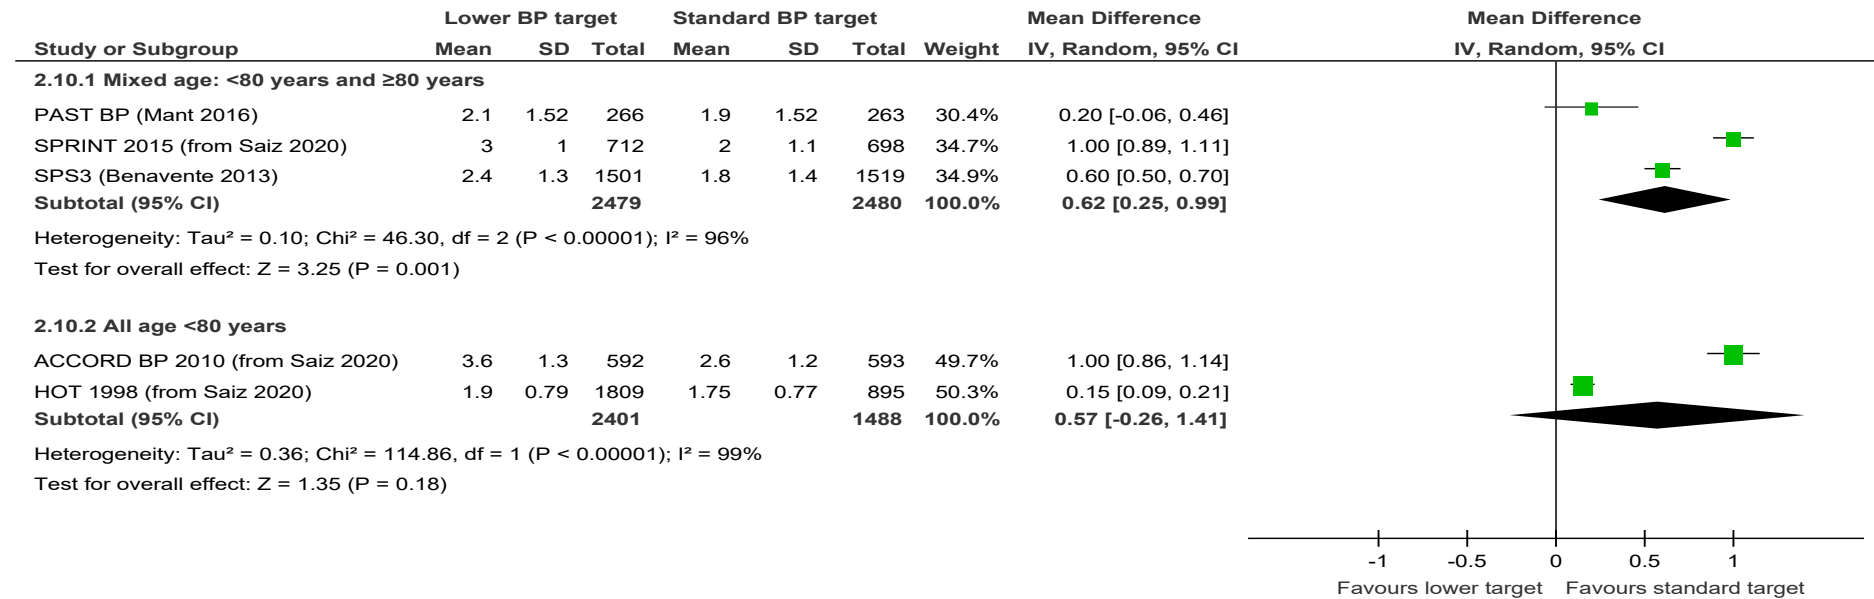 Lower BP target Standard BP target Mean Difference Mean Difference
Study or Subgroup Mean SD Total Mean SD Total Weight IV, Random, 95% CI IV, Random, 95% CI
2.10.1 Mixed age: <80 years and ≥80 years
PAST BP (Mant 2016) 2.1 1.52 266 1.9 1.52 263 30.4% 0.20 [-0.06, 0.46]
SPRINT 2015 (from Saiz 2020) 3 1 712 2 1.1 698 34.7% 1.00 [0.89, 1.11]
SPS3 (Benavente 2013) 2.4 1.3 1501 1.8 1.4 1519 34.9% 0.60 [0.50, 0.70]
Subtotal (95% CI) 2479 2480 100.0% 0.62 [0.25, 0.99]
Heterogeneity: Tau² = 0.10; Chi² = 46.30, df = 2 (P < 0.00001); I² = 96%
Test for overall effect: Z = 3.25 (P = 0.001)
2.10.2 All age <80 years
ACCORD BP 2010 (from Saiz 2020) 3.6 1.3 592 2.6 1.2 593 49.7% 1.00 [0.86, 1.14]
HOT 1998 (from Saiz 2020) 1.9 0.79 1809 1.75 0.77 895 50.3% 0.15 [0.09, 0.21]
Subtotal (95% CI) 2401 1488 100.0% 0.57 [-0.26, 1.41]
Heterogeneity: Tau² = 0.36; Chi² = 114.86, df = 1 (P < 0.00001); I² = 99%
Test for overall effect: Z = 1.35 (P = 0.18)
-1 -0.5 0 0.5 1
Favours lower target Favours standard target